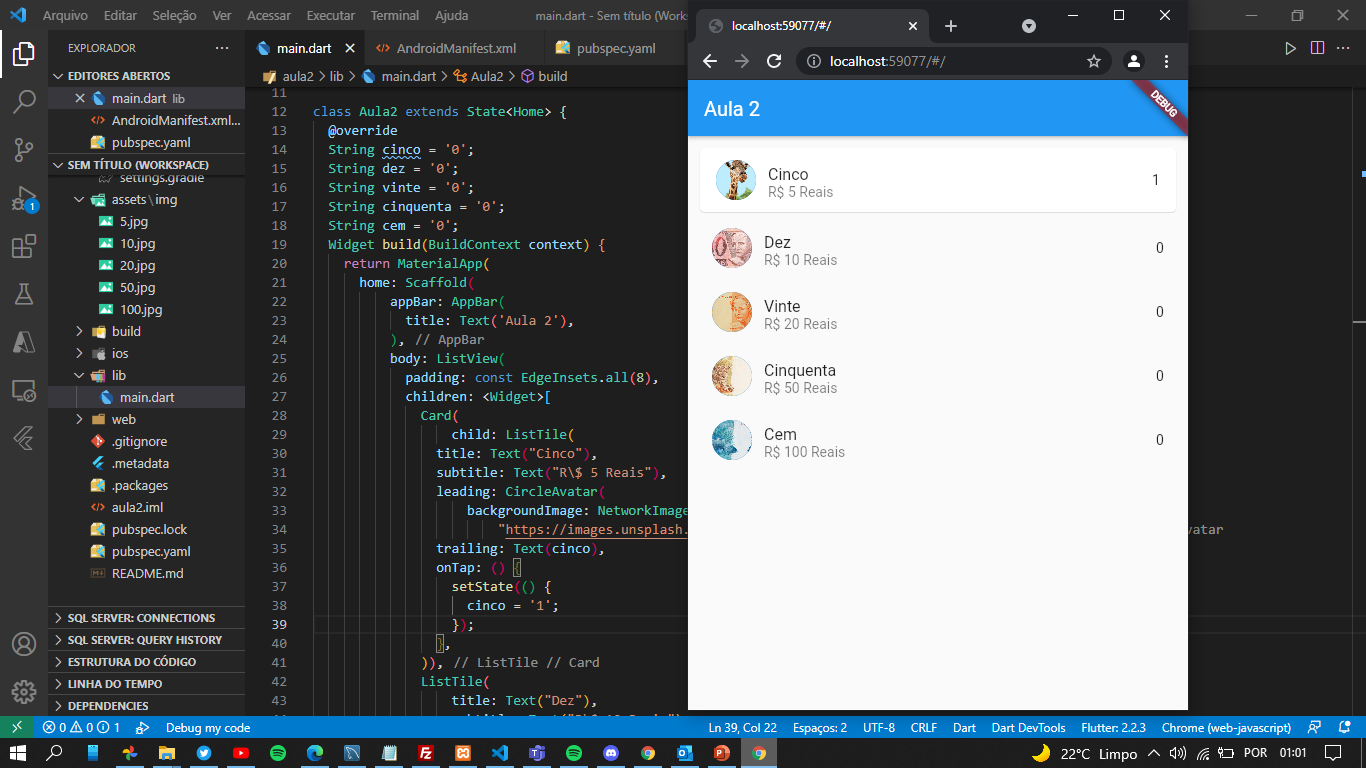 Arquivo Editar Seleção Ver Acessar Executar Terminal Ajuda
main.dart - Sem título (Works
EXPLORADOR ···
EDITORES ABERTOS
main.dart lib
AndroidManifest.xml...
pubspec.yaml
SEM TÍTULO (WORKSPACE)
settings.gradle
assets\img
5.jpg
10.jpg
20.jpg
50.jpg
100.jpg
build
ios
lib
main.dart
web
.gitignore
.metadata
.packages
aula2.iml
pubspec.lock
pubspec.yaml
README.md
SQL SERVER: CONNECTIONS
SQL SERVER: QUERY HISTORY
ESTRUTURA DO CÓDIGO
LINHA DO TEMPO
DEPENDENCIES
1
main.dart AndroidManifest.xml pubspec.yaml
aula2 > lib > main.dart > Aula2 > build
11
12 class Aula2 extends State<Home> {
13 @override
14 String cinco = '0';
15 String dez = '0';
16 String vinte = '0';
17 String cinquenta = '0';
18 String cem = '0';
19 Widget build(BuildContext context) {
20 return MaterialApp(
21 home: Scaffold(
22 appBar: AppBar(
23 title: Text('Aula 2'),
24 ), // AppBar
25 body: ListView(
26 padding: const EdgeInsets.all(8),
27 children: <Widget>[
28 Card(
29 child: ListTile(
30 title: Text("Cinco"),
31 subtitle: Text("R\$ 5 Reais"),
32 leading: CircleAvatar(
33 backgroundImage: NetworkImage
34 "https://images.unsplash. vatar
35 trailing: Text(cinco),
36 onTap: () {
37 setState(() {
38 cinco = '1';
39 });
40 },
41 )), // ListTile // Card
42 ListTile(
43 title: Text("Dez"),
localhost:59077/#/
localhost:59077/#/
Aula 2
DEBUG
Cinco
R$ 5 Reais
1
Dez
R$ 10 Reais
0
Vinte
R$ 20 Reais
0
Cinquenta
R$ 50 Reais
0
Cem
R$ 100 Reais
0
0 0 1 Debug my code Ln 39, Col 22 Espaços: 2 UTF-8 CRLF Dart Dart DevTools Flutter: 2.2.3 Chrome (web-javascript)
22°C Limpo POR 01:01